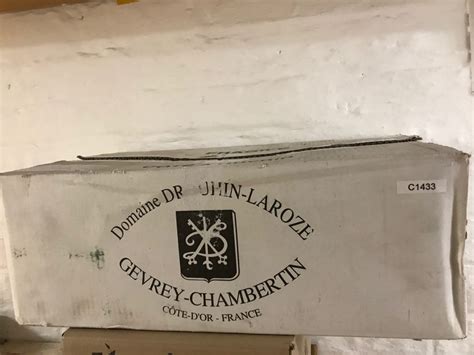 C1433
Domaine DR UHIN-LAROZE
GEVREY-CHAMBERTIN
CÔTE-D'OR - FRANCE